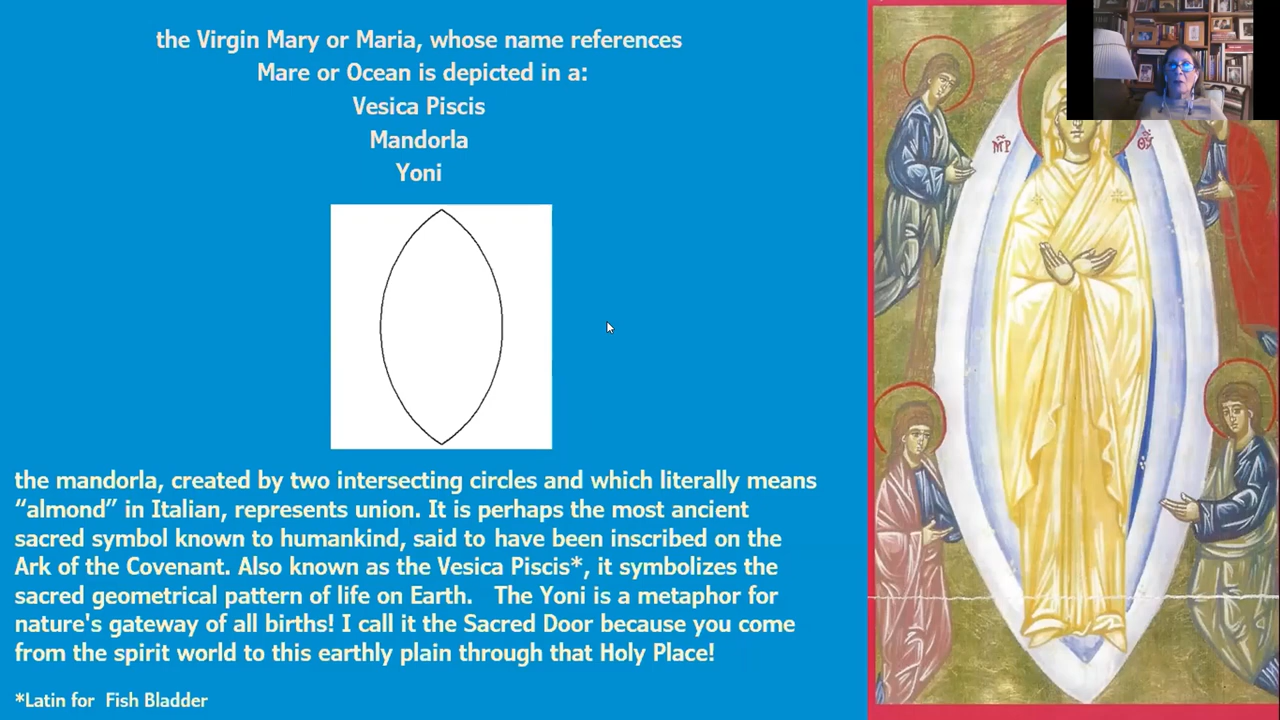 the Virgin Mary or Maria, whose name references
Mare or Ocean is depicted in a:
Vesica Piscis
Mandorla
Yoni
the mandorla, created by two intersecting circles and which literally means
“almond” in Italian, represents union. It is perhaps the most ancient
sacred symbol known to humankind, said to have been inscribed on the
Ark of the Covenant. Also known as the Vesica Piscis*, it symbolizes the
sacred geometrical pattern of life on Earth. The Yoni is a metaphor for
nature's gateway of all births! I call it the Sacred Door because you come
from the spirit world to this earthly plain through that Holy Place!
*Latin for Fish Bladder
ΜΡ ΘΥ